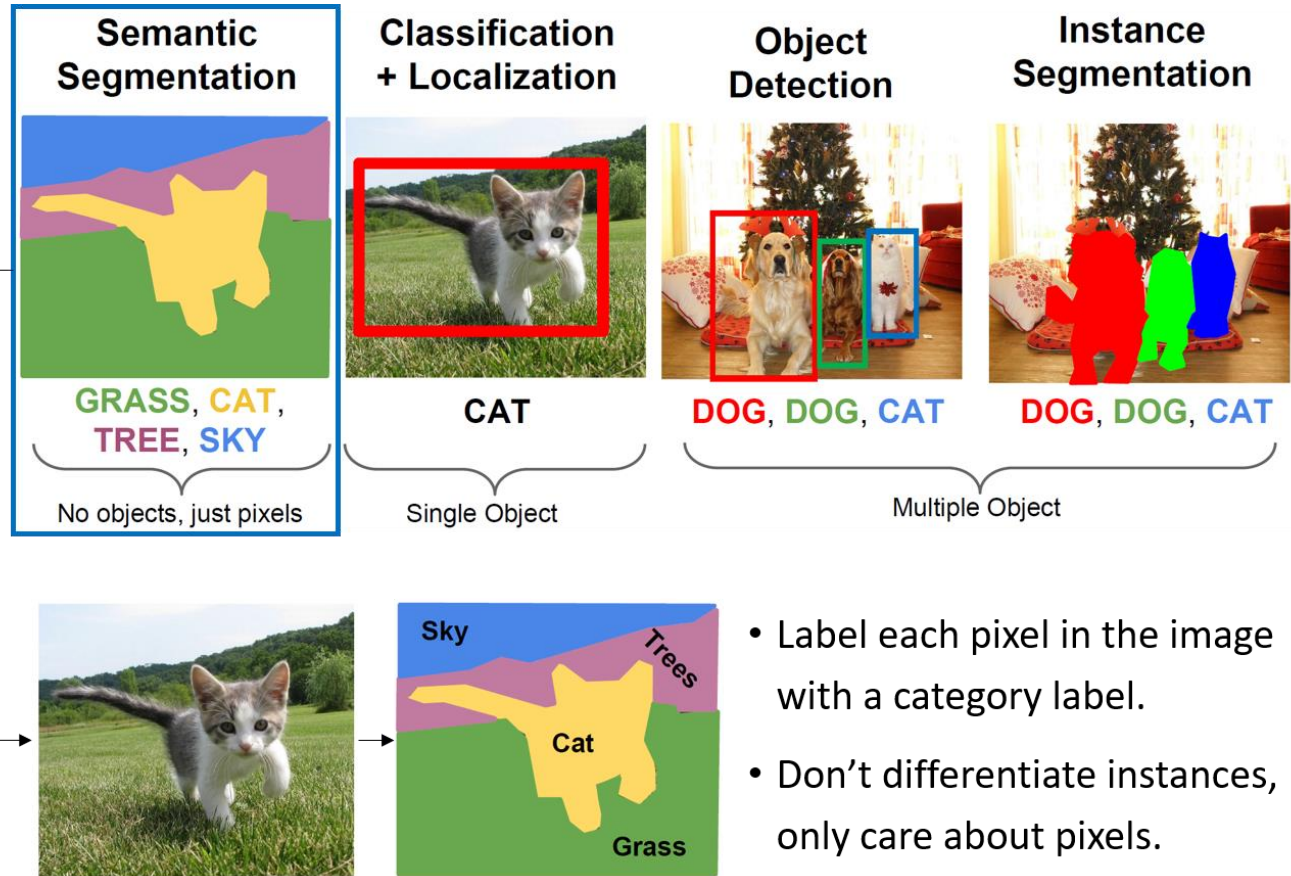 Semantic
Segmentation
GRASS, CAT,
TREE, SKY
No objects, just pixels
Classification
+ Localization
CAT
Single Object
Object
Detection
DOG, DOG, CAT
Instance
Segmentation
DOG, DOG, CAT
Multiple Object
Sky
Trees
Cat
Grass
• Label each pixel in the image
with a category label.
• Don’t differentiate instances,
only care about pixels.